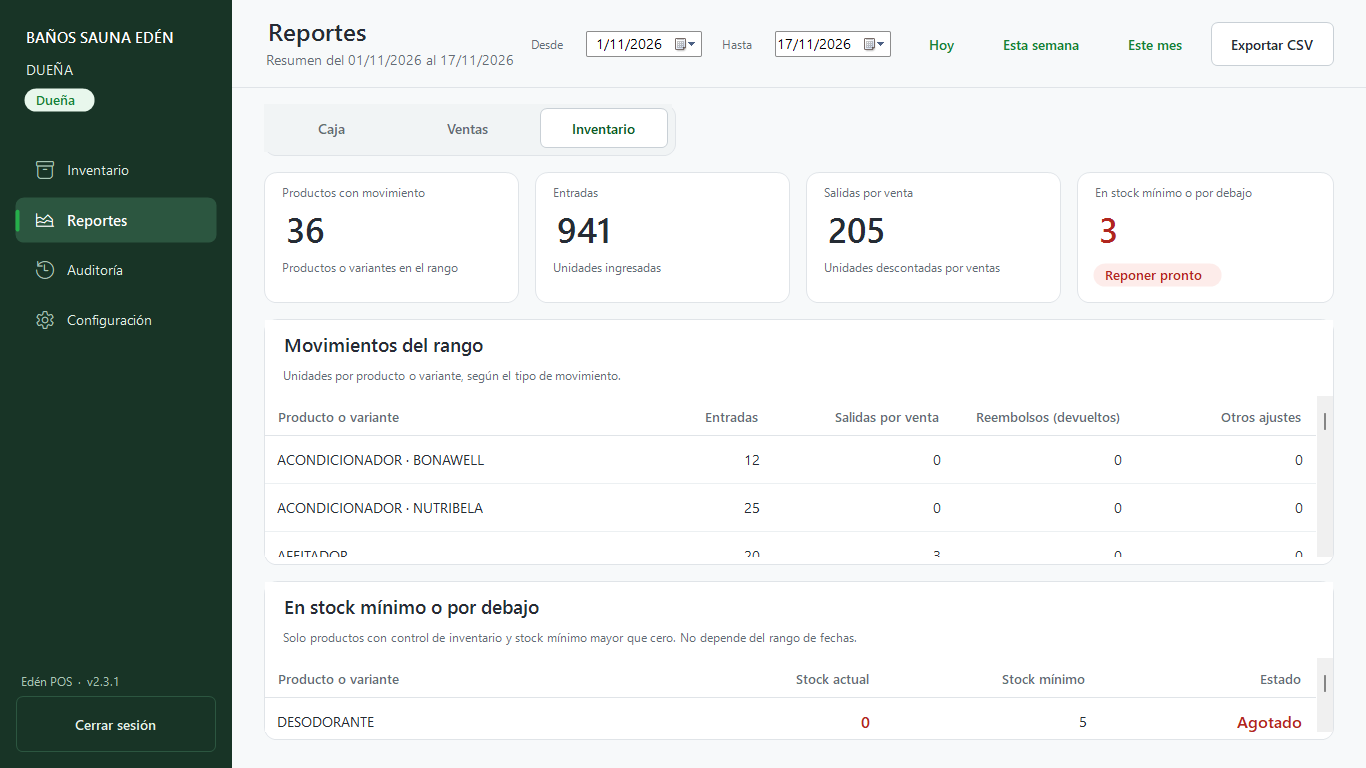 BAÑOS SAUNA EDÉN
DUEÑA
Dueña
Inventario
Reportes
Auditoría
Configuración
Edén POS · v2.3.1
Cerrar sesión
Reportes
Resumen del 01/11/2026 al 17/11/2026
Desde 1/11/2026 Hasta 17/11/2026 Hoy Esta semana Este mes Exportar CSV
Caja Ventas Inventario
Productos con movimiento
36
Productos o variantes en el rango
Entradas
941
Unidades ingresadas
Salidas por venta
205
Unidades descontadas por ventas
En stock mínimo o por debajo
3
Reponer pronto
Movimientos del rango
Unidades por producto o variante, según el tipo de movimiento.
Producto o variante Entradas Salidas por venta Reembolsos (devueltos) Otros ajustes
ACONDICIONADOR · BONAWELL 12 0 0 0
ACONDICIONADOR · NUTRIBELA 25 0 0 0
AFEITADOR 20 3 0 0
En stock mínimo o por debajo
Solo productos con control de inventario y stock mínimo mayor que cero. No depende del rango de fechas.
Producto o variante Stock actual Stock mínimo Estado
DESODORANTE 0 5 Agotado